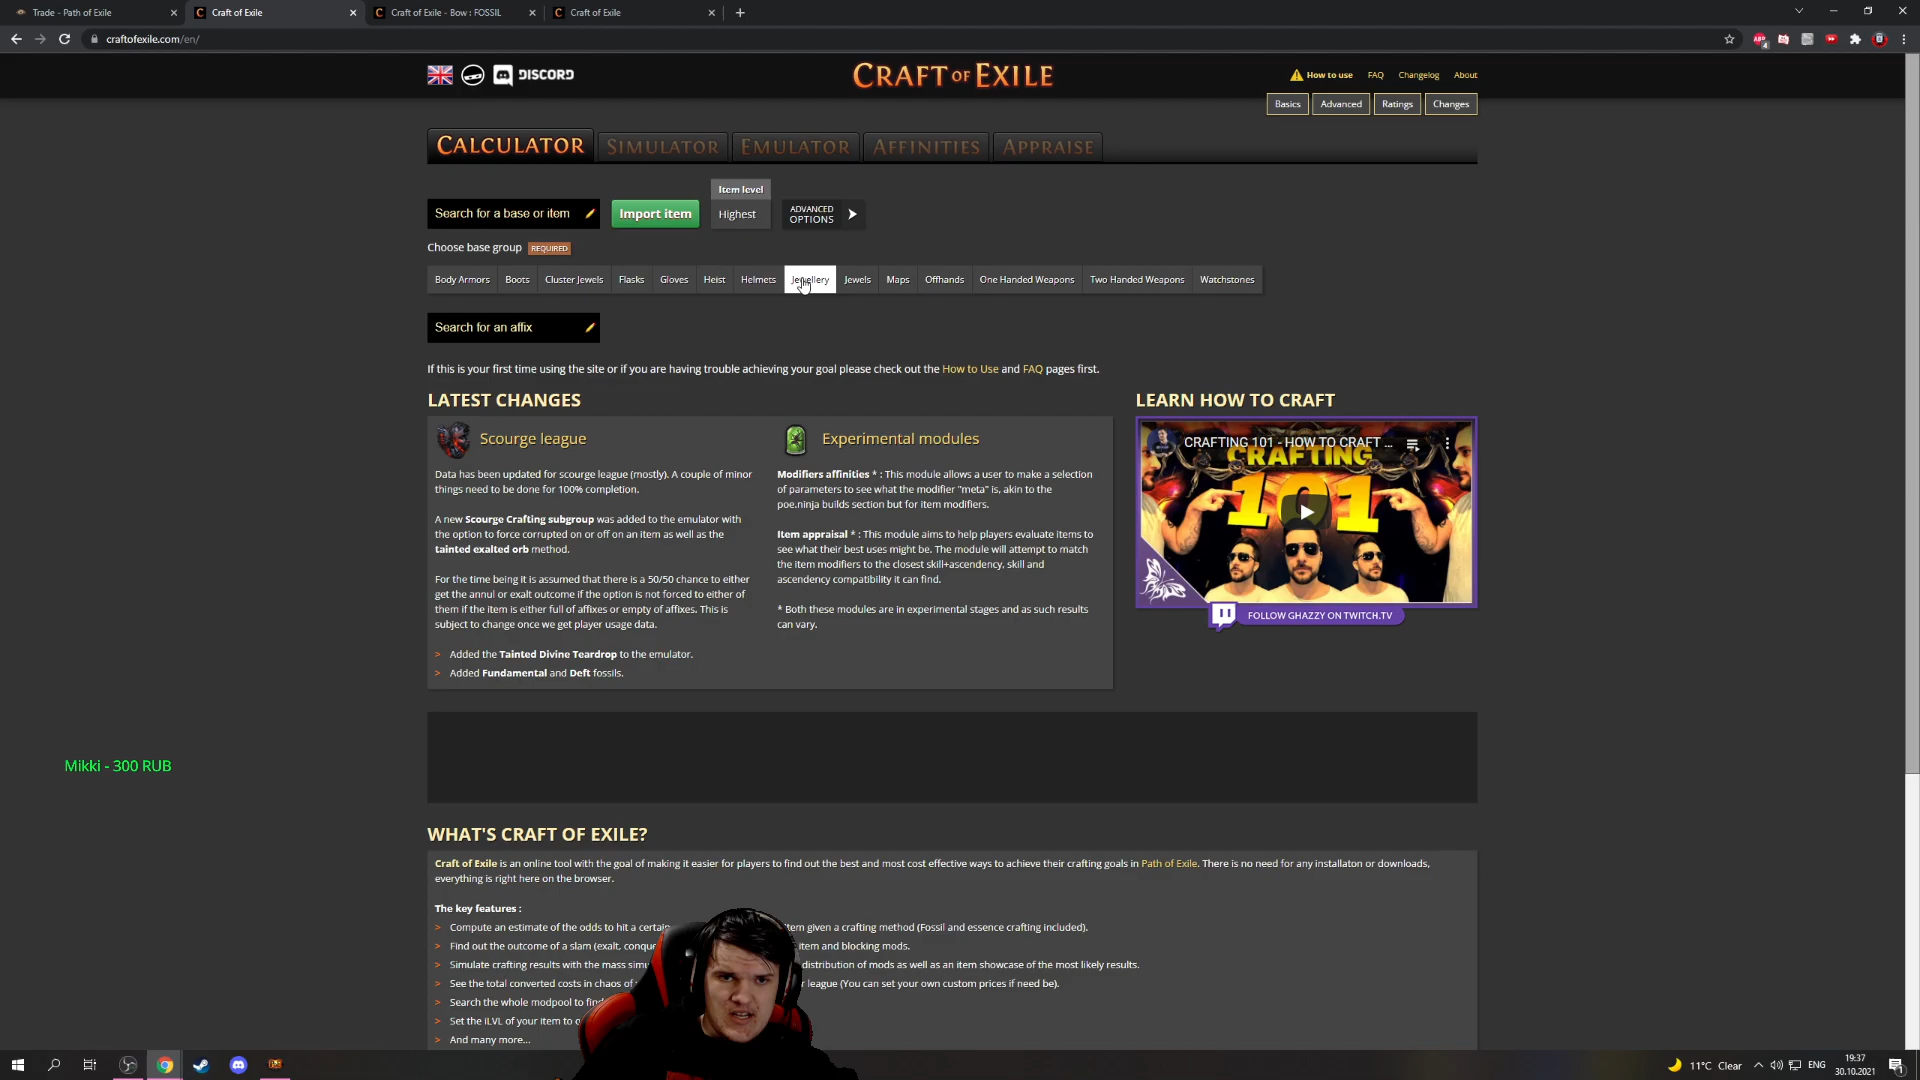 Trade - Path of Exile
Craft of Exile
Craft of Exile - Bow : FOSSIL
Craft of Exile
craftofexile.com/en/
DISCORD
CRAFT OF EXILE
How to use
FAQ
Changelog
About
Basics
Advanced
Ratings
Changes
CALCULATOR
SIMULATOR
EMULATOR
AFFINITIES
APPRAISE
Search for a base or item
Import item
Item level
Highest
ADVANCED
OPTIONS
Choose base group REQUIRED
Body Armors
Boots
Cluster Jewels
Flasks
Gloves
Heist
Helmets
Jewellery
Jewels
Maps
Offhands
One Handed Weapons
Two Handed Weapons
Watchstones
Search for an affix
If this is your first time using the site or if you are having trouble achieving your goal please check out the How to Use and FAQ pages first.
LATEST CHANGES
Scourge league
Data has been updated for scourge league (mostly). A couple of minor
things need to be done for 100% completion.
A new Scourge Crafting subgroup was added to the emulator with
the option to force corrupted on or off on an item as well as the
tainted exalted orb method.
For the time being it is assumed that there is a 50/50 chance to either
get the annul or exalt outcome if the option is not forced to either of
them if the item is either full of affixes or empty of affixes. This is
subject to change once we get player usage data.
> Added the Tainted Divine Teardrop to the emulator.
> Added Fundamental and Deft fossils.
Experimental modules
Modifiers affinities * : This module allows a user to make a selection
of parameters to see what the modifier "meta" is, akin to the
poe.ninja builds section but for item modifiers.
Item appraisal * : This module aims to help players evaluate items to
see what their best uses might be. The module will attempt to match
the item modifiers to the closest skill+ascendency, skill and
ascendency compatibility it can find.
* Both these modules are in experimental stages and as such results
can vary.
LEARN HOW TO CRAFT
CRAFTING 101 - HOW TO CRAFT ...
CRAFTING
101
FOLLOW GHAZZY ON TWITCH.TV
Mikki - 300 RUB
WHAT'S CRAFT OF EXILE?
Craft of Exile is an online tool with the goal of making it easier for players to find out the best and most cost effective ways to achieve their crafting goals in Path of Exile. There is no need for any installaton or downloads,
everything is right here on the browser.
The key features :
> Compute an estimate of the odds to hit a certain item given a crafting method (Fossil and essence crafting included).
> Find out the outcome of a slam (exalt, conque item and blocking mods.
> Simulate crafting results with the mass simu distribution of mods as well as an item showcase of the most likely results.
> See the total converted costs in chaos of league (You can set your own custom prices if need be).
> Search the whole modpool to find
> Set the iLVL of your item to
> And many more...
11°C Clear
ENG
19:37
30.10.2021